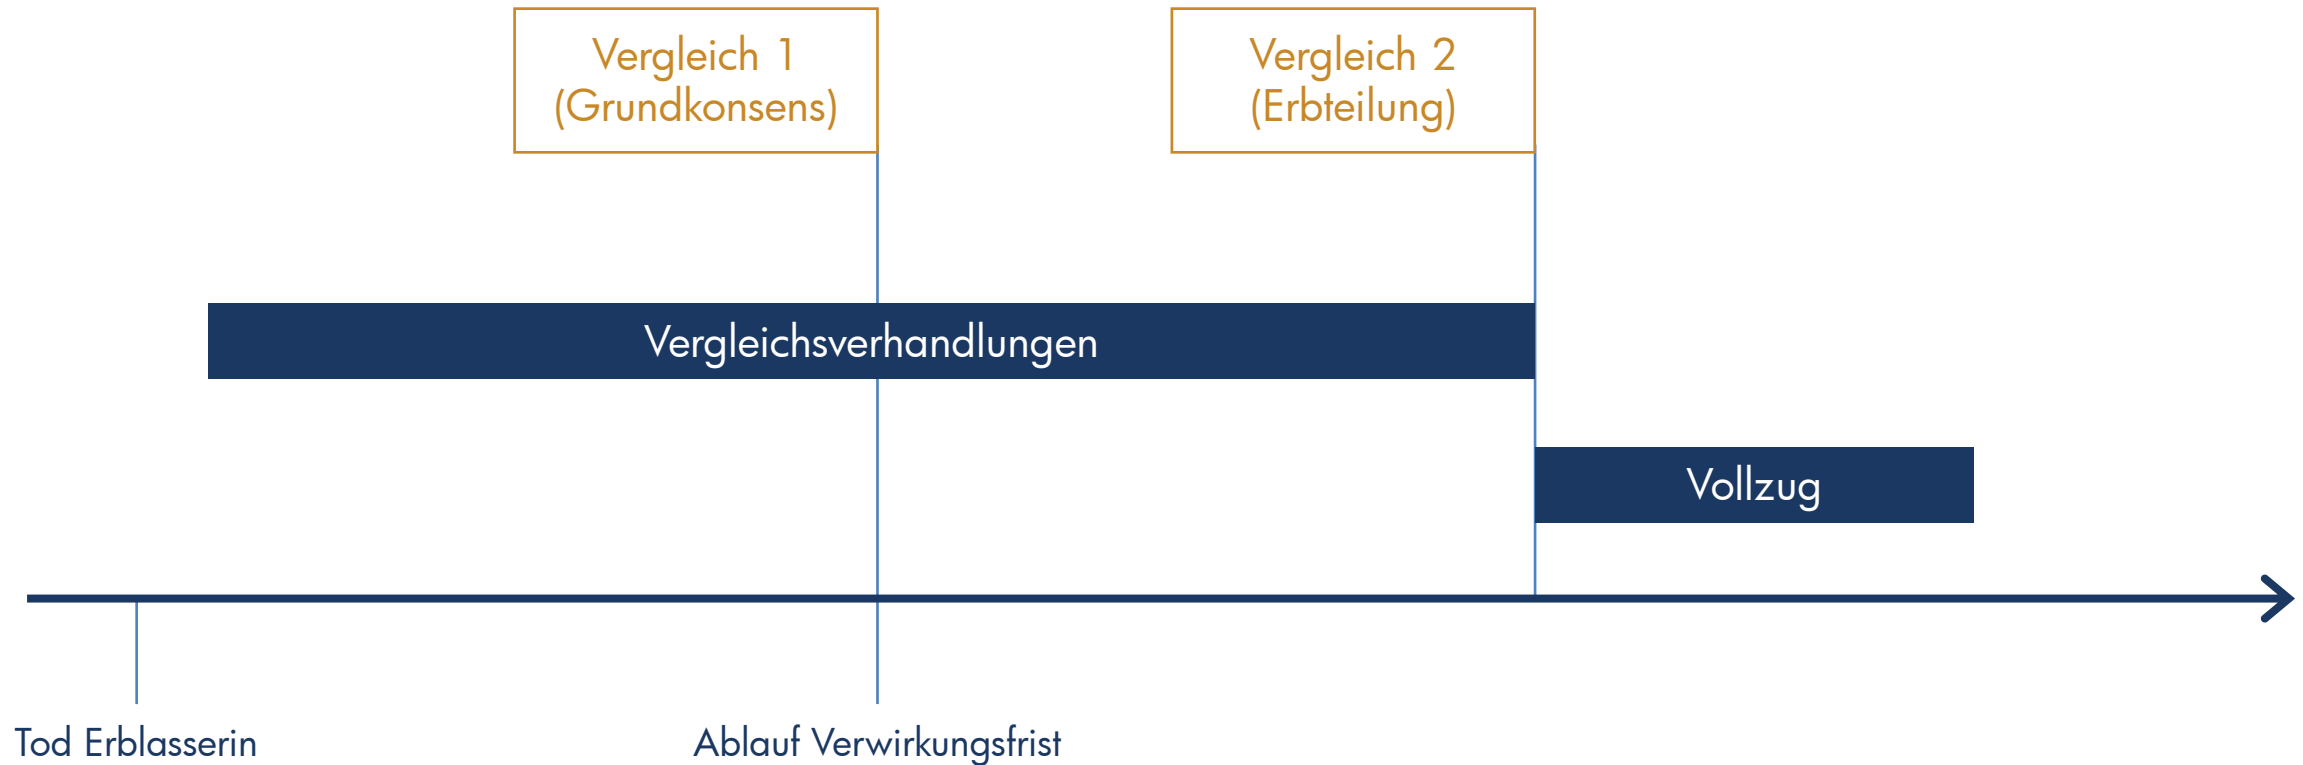 Vergleich 1
(Grundkonsens)
Vergleich 2
(Erbteilung)
Vergleichsverhandlungen
Vollzug
Tod Erblasserin
Ablauf Verwirkungsfrist